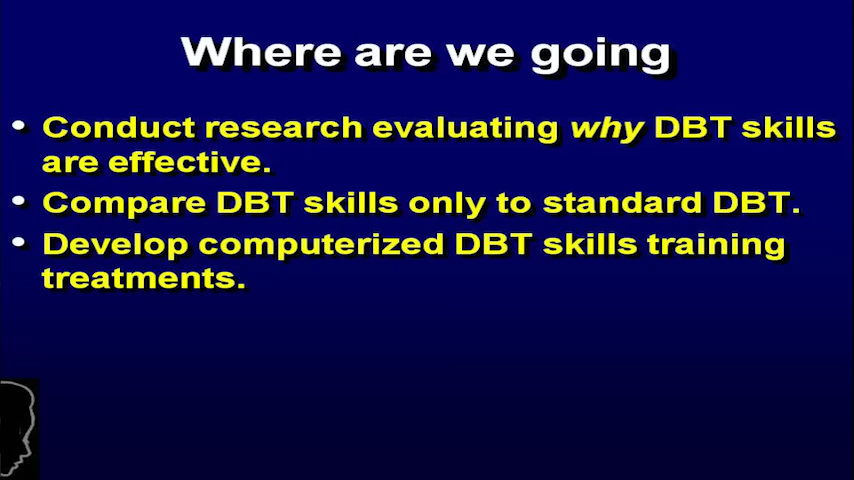 Where are we going
• Conduct research evaluating why DBT skills
are effective.
• Compare DBT skills only to standard DBT.
• Develop computerized DBT skills training
treatments.